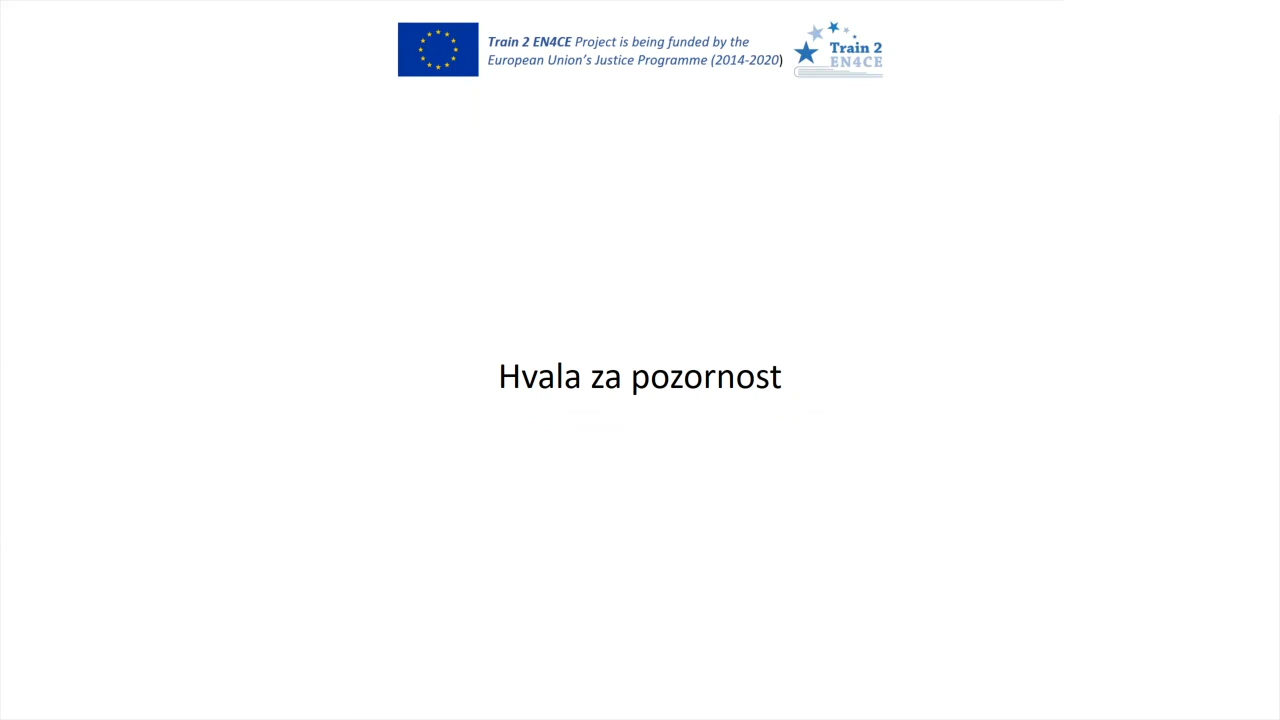 Train 2 EN4CE Project is being funded by the
European Union's Justice Programme (2014-2020)
Train 2
EN4CE
Hvala za pozornost